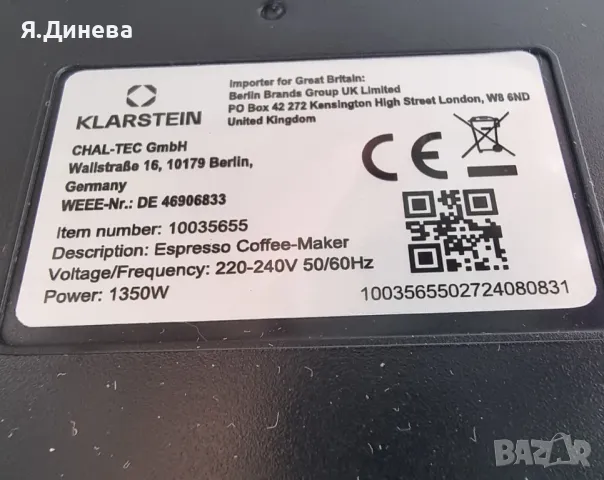 Я.Динева
KLARSTEIN
CHAL-TEC GmbH
Wallstraße 16, 10179 Berlin,
Germany
WEEE-Nr.: DE 46906833
Importer for Great Britain:
Berlin Brands Group UK Limited
PO Box 42 272 Kensington High Street London, W8 6ND
United Kingdom
CE
Item number: 10035655
Description: Espresso Coffee-Maker
Voltage/Frequency: 220-240V 50/60Hz
Power: 1350W
1003565502724080831
BAZAR